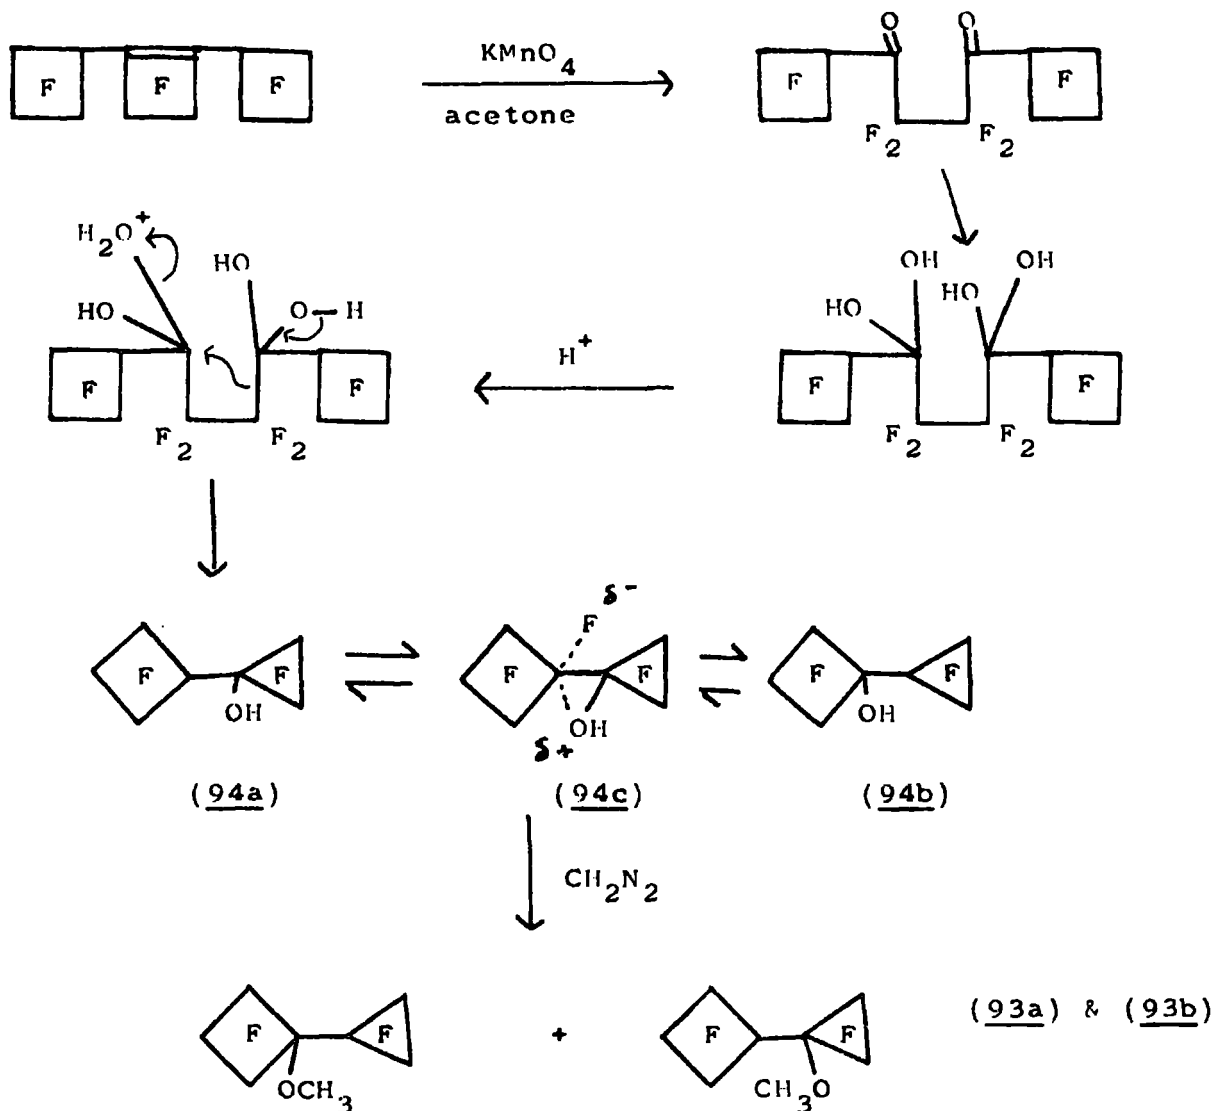 F F F
KMnO4
acetone
O O
F F
F2 F2
H2O+
HO
HO
O—H
F F
F2 F2
H+
OH OH
HO HO
F F
F2 F2
F F
OH
(94a)
δ-
F
F F
OH
δ+
(94c)
F F
OH
(94b)
CH2N2
F F
OCH3
+
F F
CH3O
(93a) & (93b)